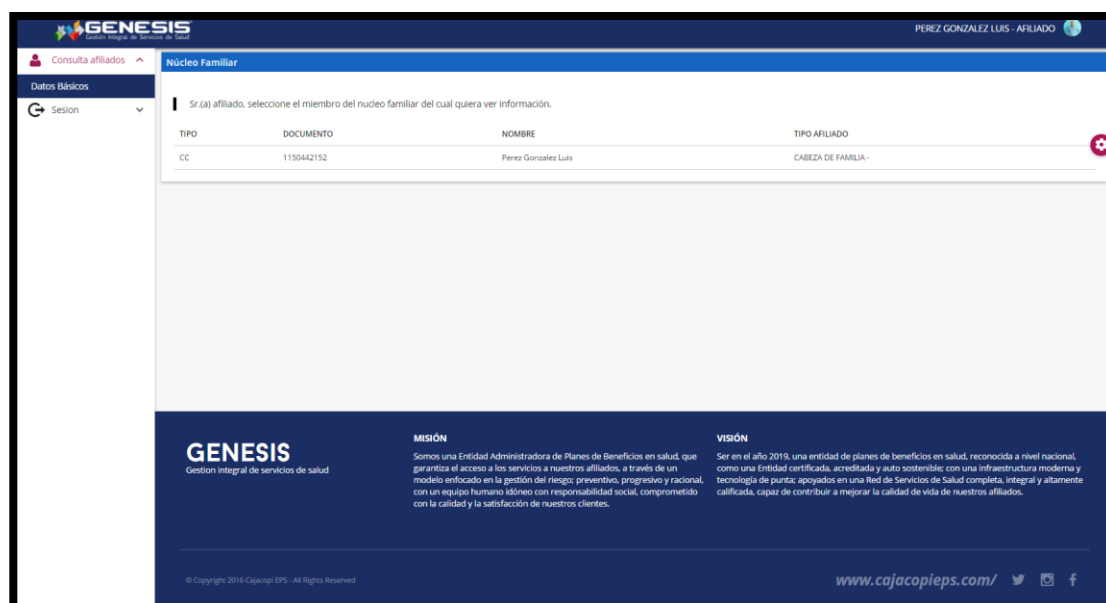 GENESIS
Gestión Integral de Servicios de Salud
PEREZ GONZALEZ LUIS - AFILIADO
Consulta afiliados
Núcleo Familiar
Datos Básicos
Sesion
Sr.(a) afiliado, seleccione el miembro del nucleo familiar del cual quiera ver información.
TIPO DOCUMENTO NOMBRE TIPO AFILIADO
CC 1150442152 Perez Gonzalez Luis CABEZA DE FAMILIA -
GENESIS
Gestion integral de servicios de salud
MISIÓN
Somos una Entidad Administradora de Planes de Beneficios en salud, que
garantiza el acceso a los servicios a nuestros afiliados, a través de un
modelo enfocado en la gestión del riesgo; preventivo, progresivo y racional,
con un equipo humano idóneo con responsabilidad social, comprometido
con la calidad y la satisfacción de nuestros clientes.
VISIÓN
Ser en el año 2019, una entidad de planes de beneficios en salud, reconocida a nivel nacional,
como una Entidad certificada, acreditada y auto sostenible; con una infraestructura moderna y
tecnología de punta; apoyados en una Red de Servicios de Salud completa, integral y altamente
calificada, capaz de contribuir a mejorar la calidad de vida de nuestros afiliados.
© Copyright 2016 Cajacopi EPS - All Rights Reserved
www.cajacopieps.com/